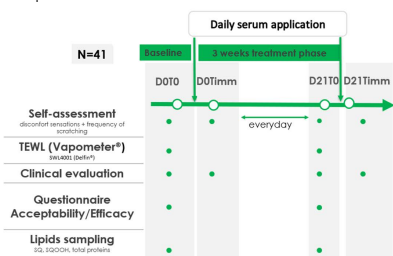 Daily serum application
N=41
Baseline
3 weeks treatment phase
D0T0
D0Timm
D21T0
D21Timm
Self-assessment
disconfort sensations + frequency of
scratching
everyday
TEWL (Vapometer®)
SWL4001 (Delfin®)
Clinical evaluation
Questionnaire
Acceptability/Efficacy
Lipids sampling
SQ, SQOOH, total proteins